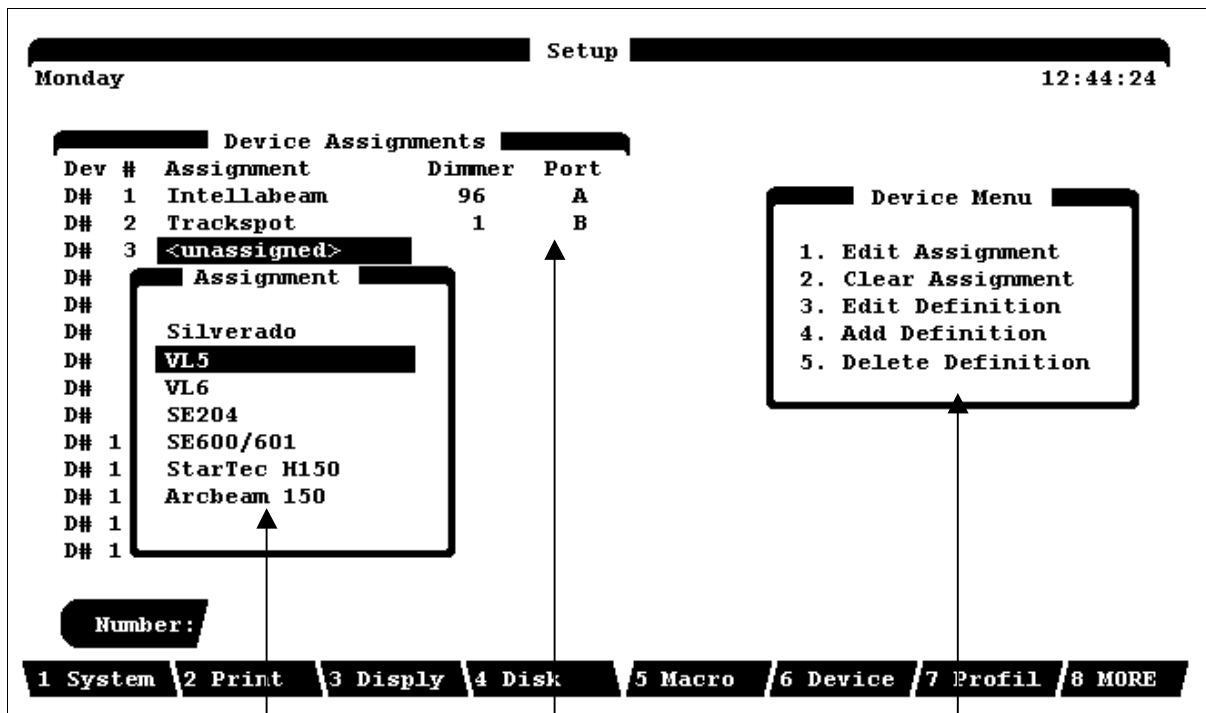 Setup
Monday 12:44:24
Device Assignments
Dev # Assignment Dimmer Port
D# 1 Intellabeam 96 A
D# 2 Trackspot 1 B
D# 3 <unassigned>
D#
D#
D#
D#
D#
D#
D# 1
D# 1
D# 1
D# 1
D# 1
Assignment
Silverado
VL5
VL6
SE204
SE600/601
StarTec H150
Arcbeam 150
Device Menu
1. Edit Assignment
2. Clear Assignment
3. Edit Definition
4. Add Definition
5. Delete Definition
Number:
1 System 2 Print 3 Disply 4 Disk 5 Macro 6 Device 7 Profil 8 MORE